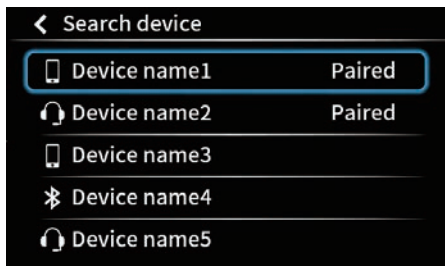 Search device
Device name1 Paired
Device name2 Paired
Device name3
Device name4
Device name5